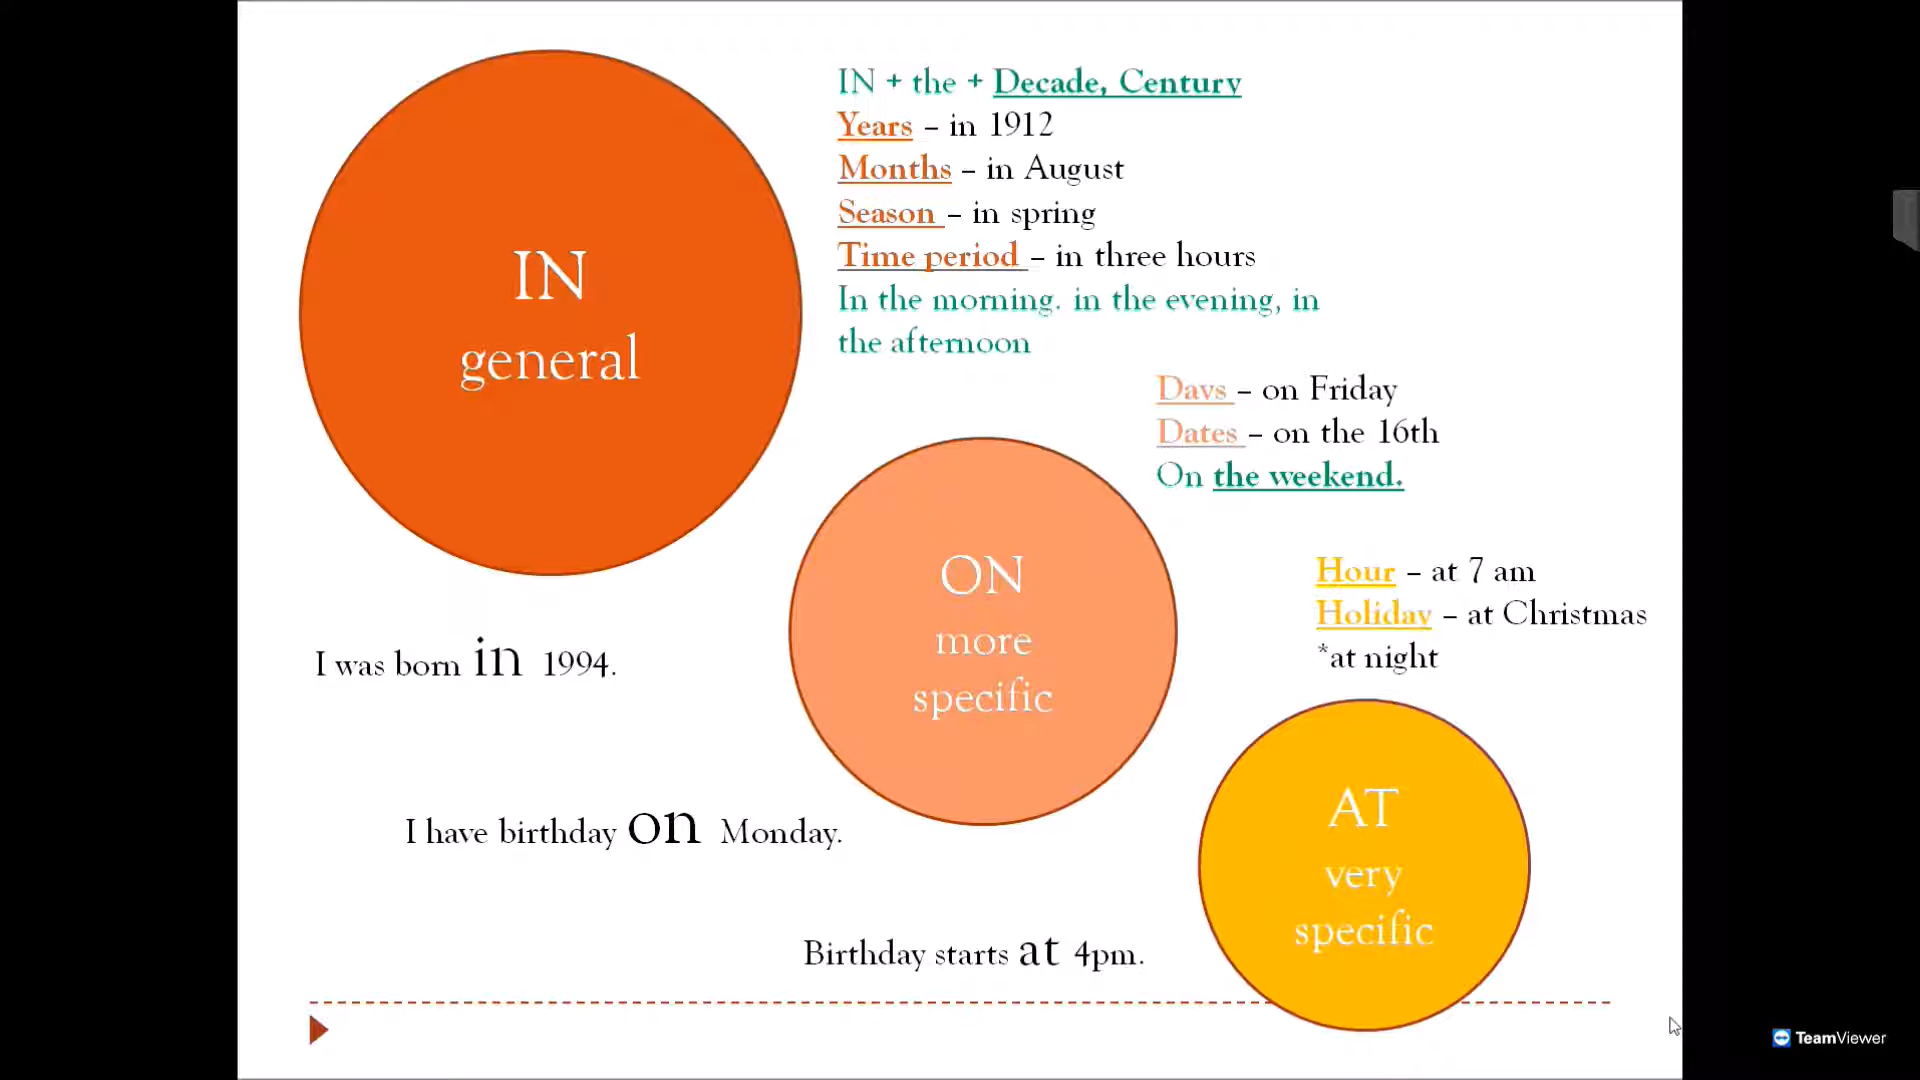 IN + the + Decade, Century
Years – in 1912
Months – in August
Season – in spring
Time period – in three hours
In the morning. in the evening, in
the afternoon
IN
general
Days – on Friday
Dates – on the 16th
On the weekend.
ON
more
specific
Hour – at 7 am
Holiday – at Christmas
*at night
I was born in 1994.
I have birthday on Monday.
AT
very
specific
Birthday starts at 4pm.
TeamViewer